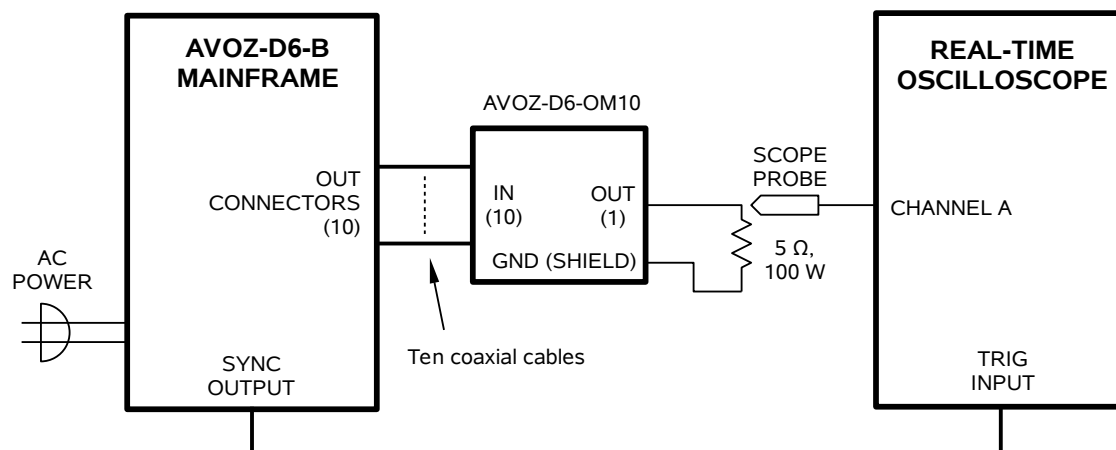 AVOZ-D6-B
MAINFRAME
OUT
CONNECTORS
(10)
AC
POWER
SYNC
OUTPUT
Ten coaxial cables
AVOZ-D6-OM10
IN
(10)
OUT
(1)
GND (SHIELD)
SCOPE
PROBE
5 Ω,
100 W
REAL-TIME
OSCILLOSCOPE
CHANNEL A
TRIG
INPUT